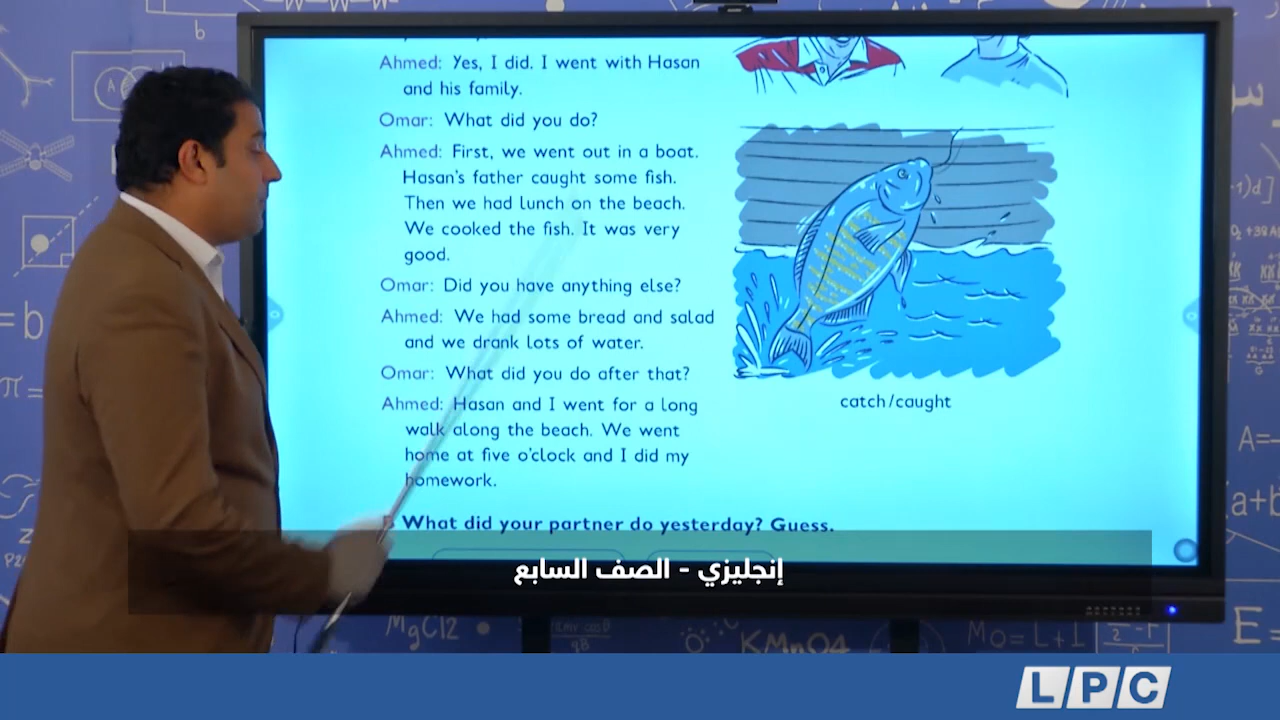 Ahmed: Yes, I did. I went with Hasan
and his family.
Omar: What did you do?
Ahmed: First, we went out in a boat.
Hasan's father caught some fish.
Then we had lunch on the beach.
We cooked the fish. It was very
good.
Omar: Did you have anything else?
Ahmed: We had some bread and salad
and we drank lots of water.
Omar: What did you do after that?
Ahmed: Hasan and I went for a long
walk along the beach. We went
home at five o'clock and I did my
homework.
catch/caught
What did your partner do yesterday? Guess.
إنجليزي - الصف السابع
MgCl2
KMnO4
Mo=L+1
LPC